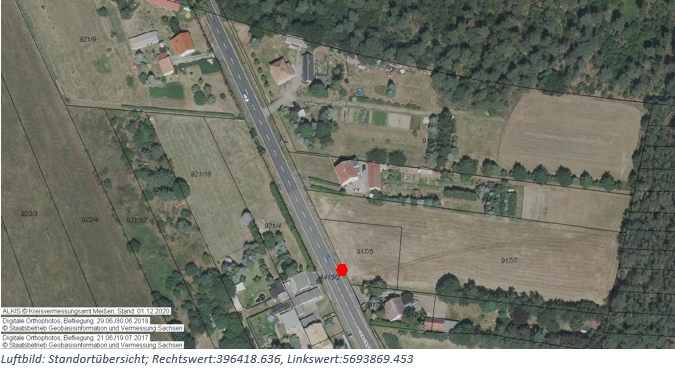 921/9
916
921/16
921/14
923/3
922/4
921/12
921/4
917/5
917/7
ALKIS © Kreisvermessungsamt Meißen, Stand: 01.12.2020
Digitale Orthophotos, Befliegung: 29.06./30.06.2018
© Staatsbetrieb Geobasisinformation und Vermessung Sachsen
Digitale Orthophotos, Befliegung: 21.06./19.07.2017
© Staatsbetrieb Geobasisinformation und Vermessung Sachsen
Luftbild: Standortübersicht; Rechtswert:396418.636, Linkswert:5693869.453